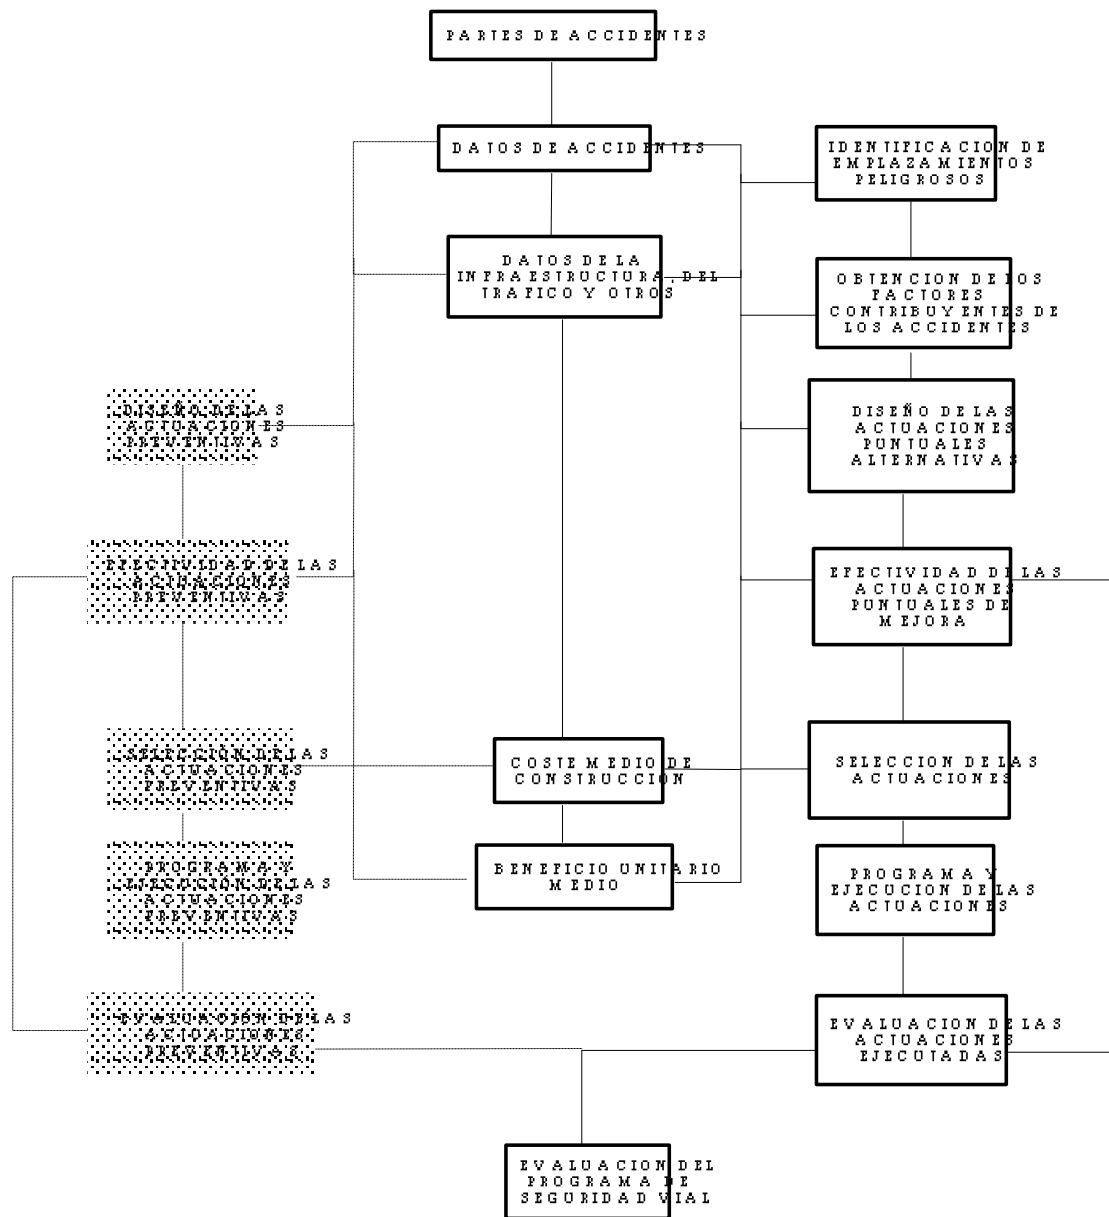 PARTES DE ACCIDENTES
DATOS DE ACCIDENTES
IDENTIFICACION DE
EMPLAZAMIENTOS
PELIGROSOS
DATOS DE LA
INFRAESTRUCTURA, DEL
TRAFICO Y OTROS
OBTENCION DE LOS
FACTORES
CONTRIBUYENTES DE
LOS ACCIDENTES
DISEÑO DE LAS
ACTUACIONES
PREVENTIVAS
DISEÑO DE LAS
ACTUACIONES
PUNTUALES
ALTERNATIVAS
EFECTIVIDAD DE LAS
ACTUACIONES
PREVENTIVAS
EFECTIVIDAD DE LAS
ACTUACIONES
PUNTUALES DE
MEJORA
SELECCIÓN DE LAS
ACTUACIONES
PREVENTIVAS
COSTE MEDIO DE
CONSTRUCCION
SELECCION DE LAS
ACTUACIONES
PROGRAMA Y
EJECUCIÓN DE LAS
ACTUACIONES
PREVENTIVAS
BENEFICIO UNITARIO
MEDIO
PROGRAMA Y
EJECUCION DE LAS
ACTUACIONES
EVALUACIÓN DE LAS
ACTUACIONES
PREVENTIVAS
EVALUACION DE LAS
ACTUACIONES
EJECUTADAS
EVALUACION DEL
PROGRAMA DE
SEGURIDAD VIAL